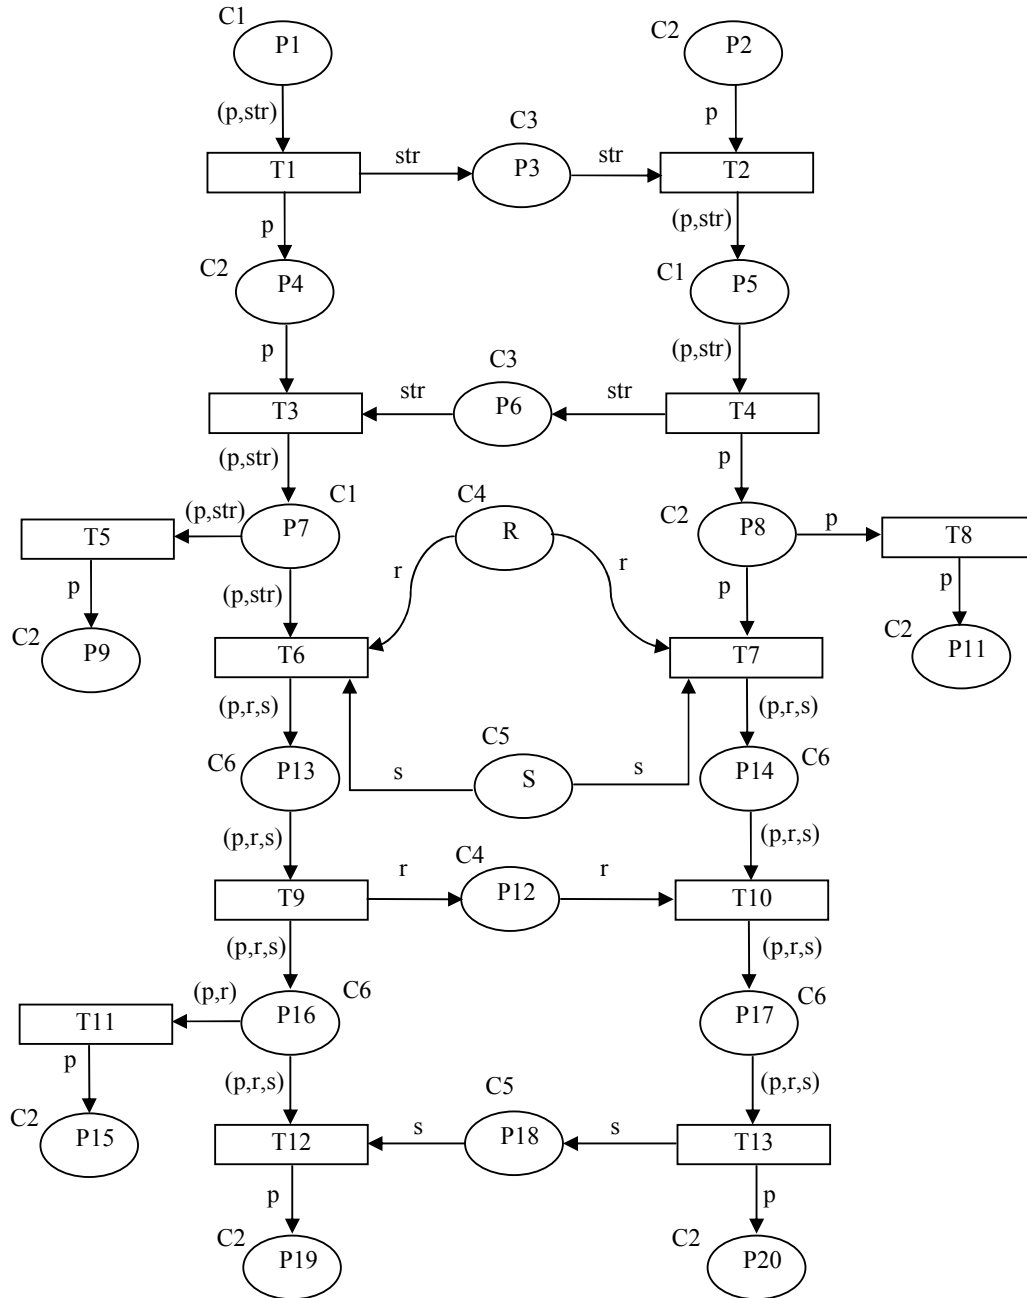 C1
P1
C2
P2
(p,str)
p
C3
T1
str
P3
str
T2
p
(p,str)
C2
P4
C1
P5
p
(p,str)
C3
T3
str
P6
str
T4
(p,str)
p
C1
C4
(p,str)
P7
R
C2
P8
p
T5
T8
p
(p,str)
r
r
p
p
C2
P9
T6
T7
C2
P11
(p,r,s)
(p,r,s)
C5
C6
P13
s
S
s
P14
C6
(p,r,s)
(p,r,s)
C4
T9
r
P12
r
T10
(p,r,s)
(p,r,s)
(p,r)
C6
C6
T11
P16
P17
p
(p,r,s)
(p,r,s)
C5
C2
P15
T12
s
P18
s
T13
p
p
C2
P19
C2
P20